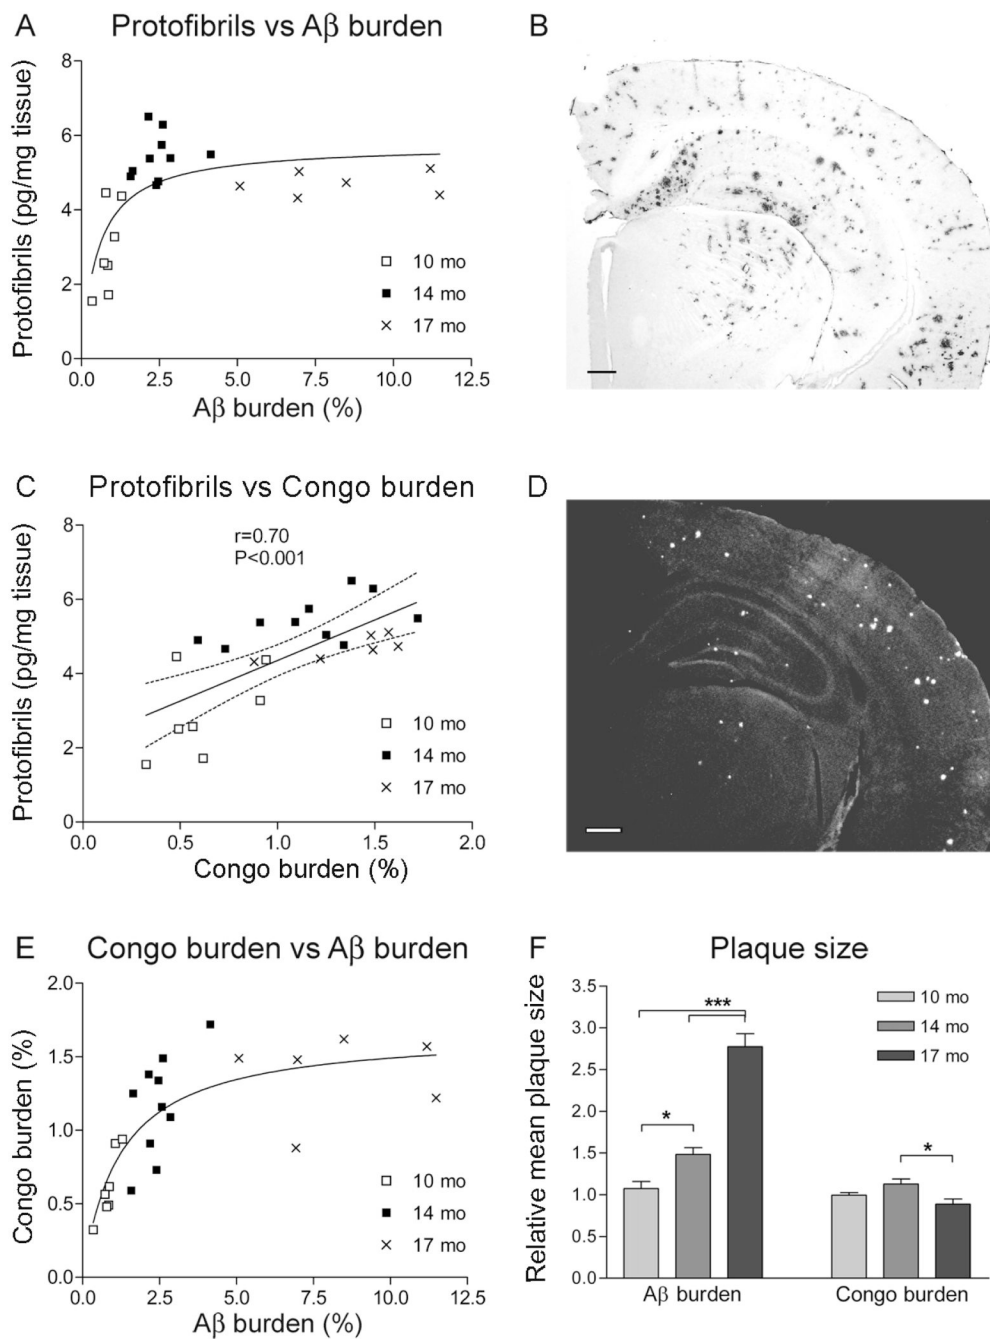 A Protofibrils vs Aβ burden
Protofibrils (pg/mg tissue)
8
6
4
2
0
0.0 2.5 5.0 7.5 10.0 12.5
Aβ burden (%)
10 mo
14 mo
17 mo
B
C Protofibrils vs Congo burden
Protofibrils (pg/mg tissue)
8
6
4
2
0
r=0.70
P<0.001
10 mo
14 mo
17 mo
0.0 0.5 1.0 1.5 2.0
Congo burden (%)
D
E Congo burden vs Aβ burden
Congo burden (%)
2.0
1.5
1.0
0.5
0.0
10 mo
14 mo
17 mo
0.0 2.5 5.0 7.5 10.0 12.5
Aβ burden (%)
F Plaque size
Relative mean plaque size
3.5
3.0
2.5
2.0
1.5
1.0
0.5
0.0
*
***
*
10 mo
14 mo
17 mo
Aβ burden Congo burden